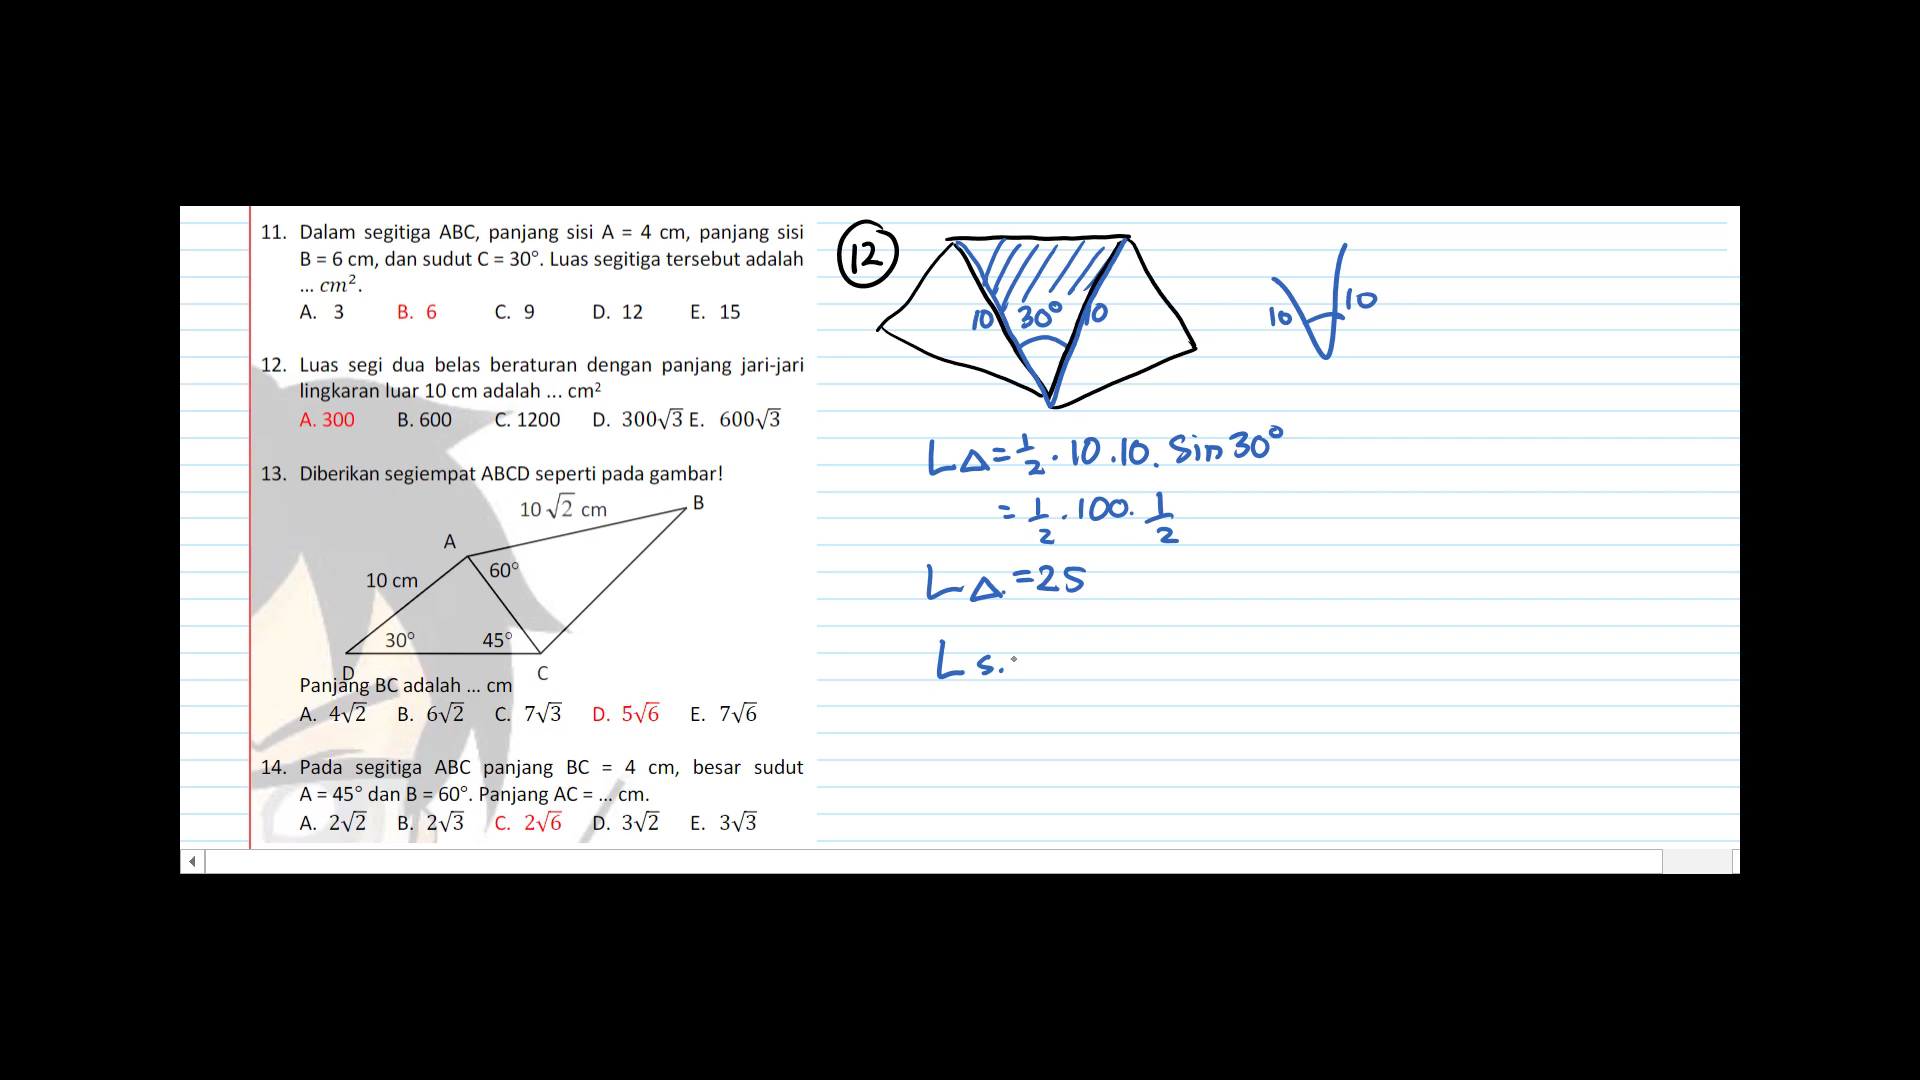 11. Dalam segitiga ABC, panjang sisi A = 4 cm, panjang sisi
B = 6 cm, dan sudut C = 30°. Luas segitiga tersebut adalah
... cm².
A. 3 B. 6 C. 9 D. 12 E. 15
12. Luas segi dua belas beraturan dengan panjang jari-jari
lingkaran luar 10 cm adalah ... cm²
A. 300 B. 600 C. 1200 D. 300√3 E. 600√3
13. Diberikan segiempat ABCD seperti pada gambar!
10√2 cm
B
A
60°
10 cm
30°
45°
D
C
Panjang BC adalah ... cm
A. 4√2 B. 6√2 C. 7√3 D. 5√6 E. 7√6
14. Pada segitiga ABC panjang BC = 4 cm, besar sudut
A = 45° dan B = 60°. Panjang AC = ... cm.
A. 2√2 B. 2√3 C. 2√6 D. 3√2 E. 3√3
12
10 30° 10
10 10
L△ = 1/2 . 10 . 10 . Sin 30°
= 1/2 . 100 . 1/2
L△ = 25
L s.